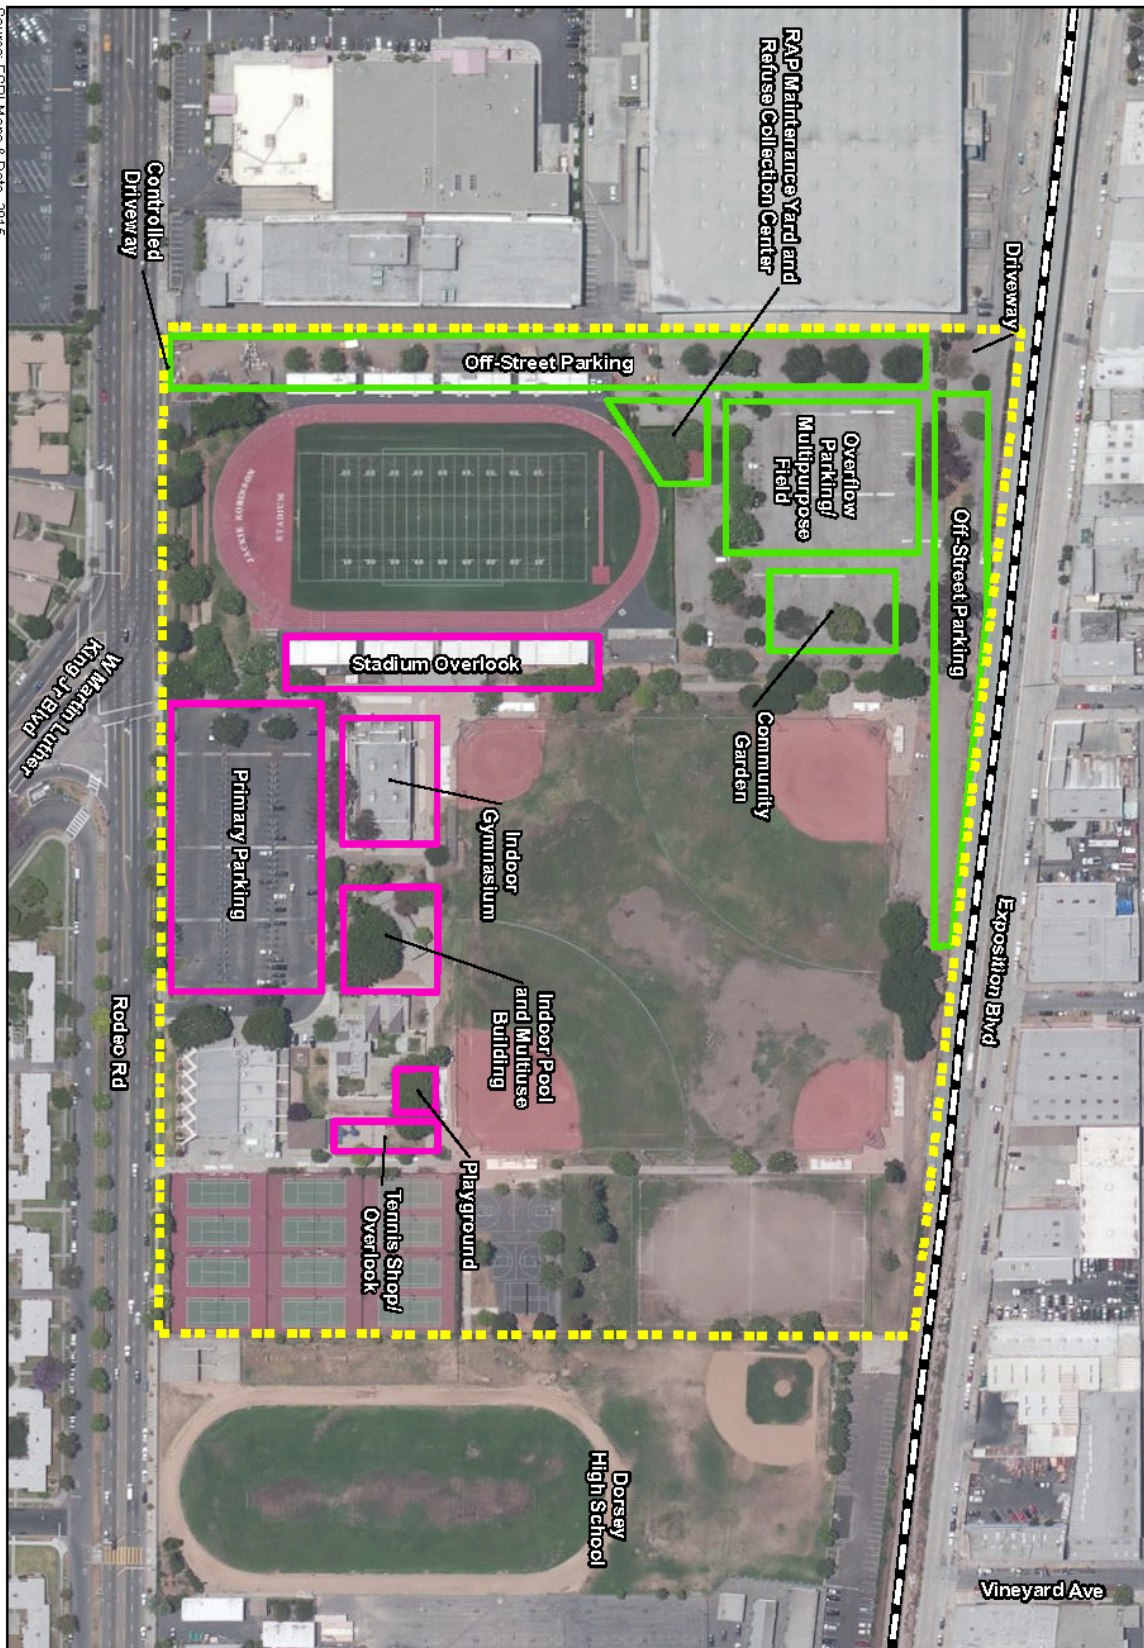 RAP Maintenance Yard and
Refuse Collection Center
Driveway
Controlled
Driveway
Off-Street Parking
Overflow
Parking/
Multipurpose
Field
Off-Street Parking
JACKIE ROBINSON
STADIUM
Stadium Overlook
Community
Garden
W Martin Luther
King Jr Blvd
Primary Parking
Indoor
Gymnasium
Indoor Pool
and Multiuse
Building
Exposition Blvd
Rodeo Rd
Playground
Tennis Shop/
Overlook
Dorsey
High School
Vineyard Ave